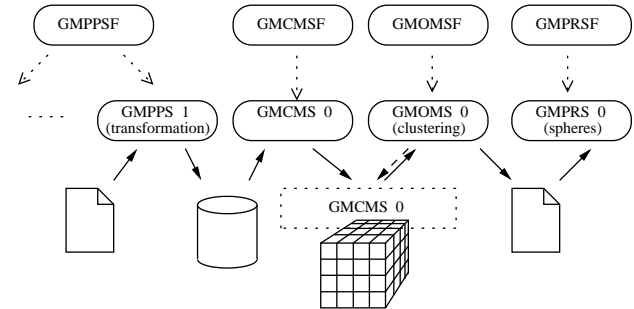 GMPPSF GMCMSF GMOMSF GMPRSF
GMPPS 1 GMCMS 0 GMOMS 0 GMPRS 0
(transformation) (clustering) (spheres)
GMCMS 0